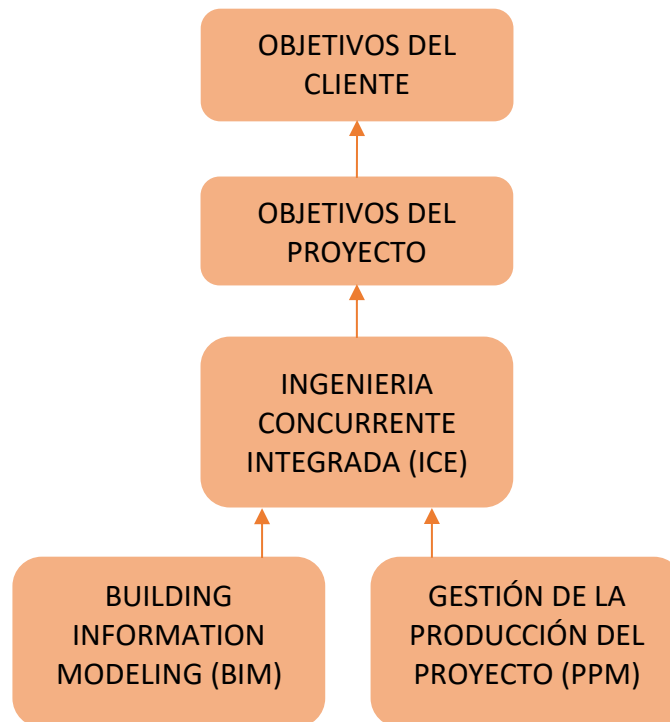 OBJETIVOS DEL
CLIENTE
OBJETIVOS DEL
PROYECTO
INGENIERIA
CONCURRENTE
INTEGRADA (ICE)
BUILDING
INFORMATION
MODELING (BIM)
GESTIÓN DE LA
PRODUCCIÓN DEL
PROYECTO (PPM)